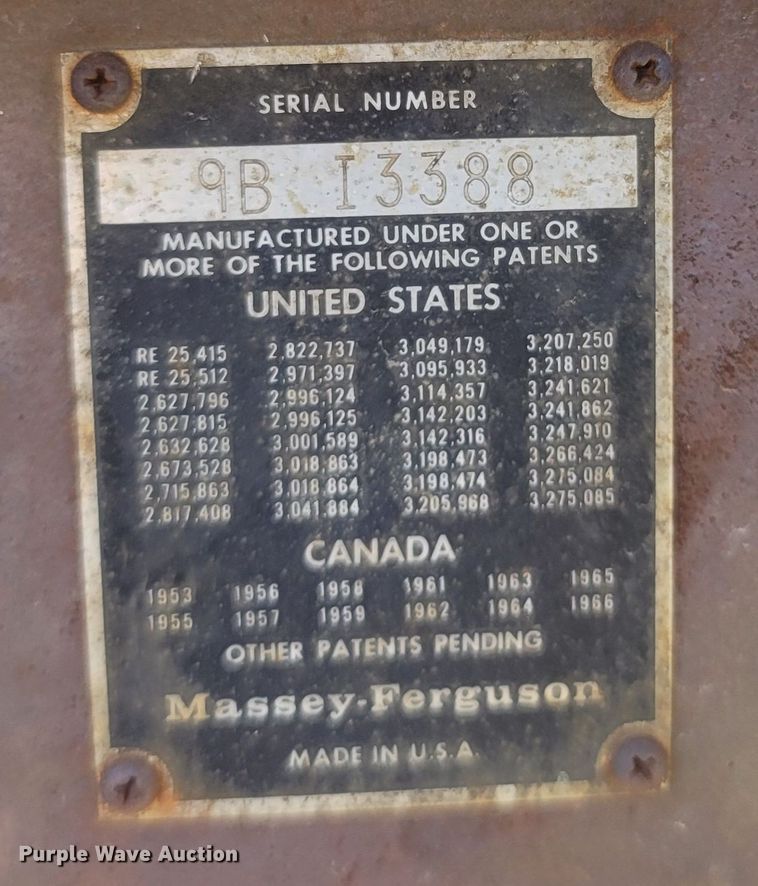 SERIAL NUMBER
9B I3388
MANUFACTURED UNDER ONE OR
MORE OF THE FOLLOWING PATENTS
UNITED STATES
RE 25,415 2,822,737 3,049,179 3,207,250
RE 25,512 2,971,397 3,095,933 3,218,019
2,627,796 2,996,124 3,114,357 3,241,621
2,627,815 2,996,125 3,142,203 3,241,862
2,632,628 3,001,589 3,142,316 3,247,910
2,673,528 3,018,863 3,198,473 3,266,424
2,715,863 3,018,864 3,198,474 3,275,084
2,817,408 3,041,884 3,205,968 3,275,085
CANADA
1953 1956 1958 1961 1963 1965
1955 1957 1959 1962 1964 1966
OTHER PATENTS PENDING
Massey-Ferguson
MADE IN U.S.A.
Purple Wave Auction